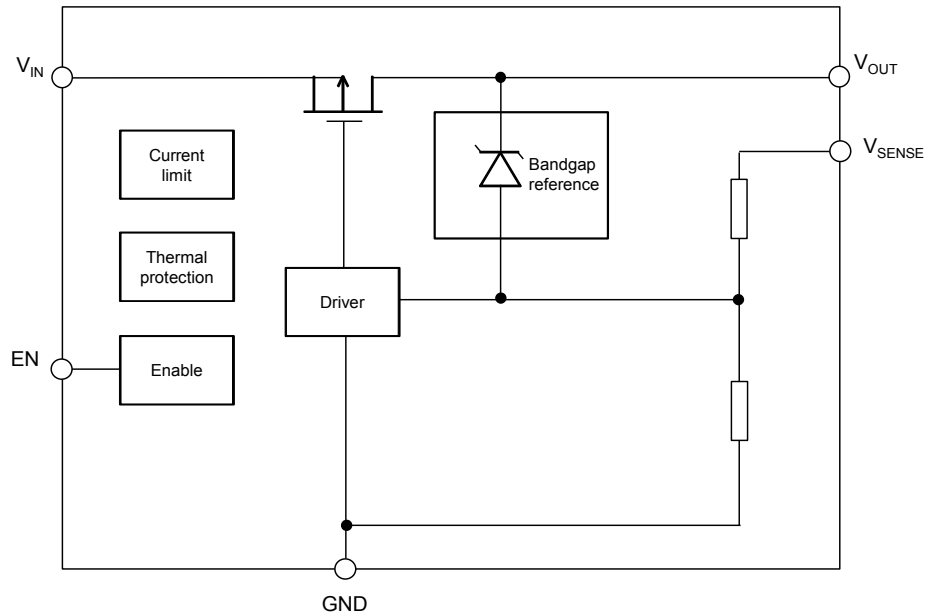 V_IN
V_OUT
Current
limit
V_SENSE
Bandgap
reference
Thermal
protection
Driver
EN
Enable
GND